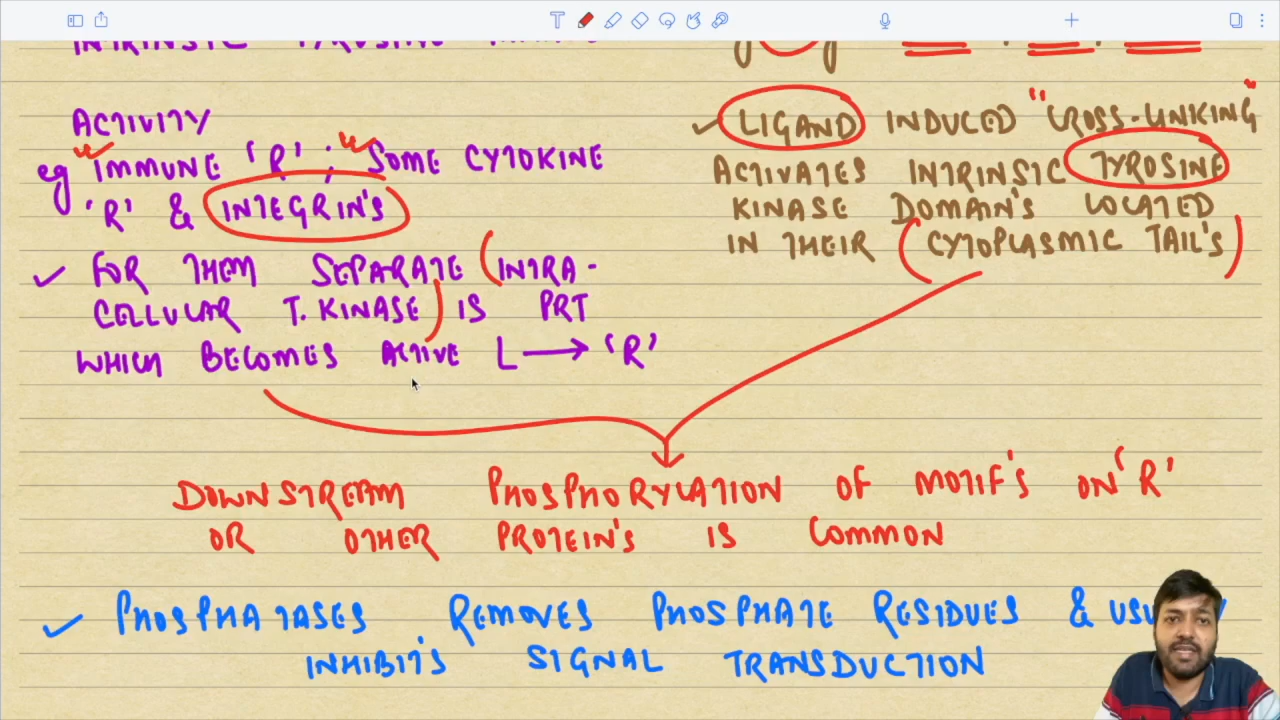 INTRINSIC TYROSINE
ACTIVITY
eg IMMUNE 'R' ; SOME CYTOKINE
'R' & INTEGRIN'S
✓ FOR THEM SEPARATE (INTRA-
CELLULAR T. KINASE) IS PRT
WHICH BECOMES ACTIVE L → 'R'
✓ LIGAND INDUCED "CROSS-LINKING"
ACTIVATES INTRINSIC TYROSINE
KINASE DOMAIN'S LOCATED
IN THEIR (CYTOPLASMIC TAIL'S)
DOWNSTREAM PHOSPHORYLATION OF MOTIF'S ON 'R'
OR OTHER PROTEIN'S IS COMMON
✓ PHOSPHATASES REMOVES PHOSPHATE RESIDUES &
INHIBIT'S SIGNAL TRANSDUCTION